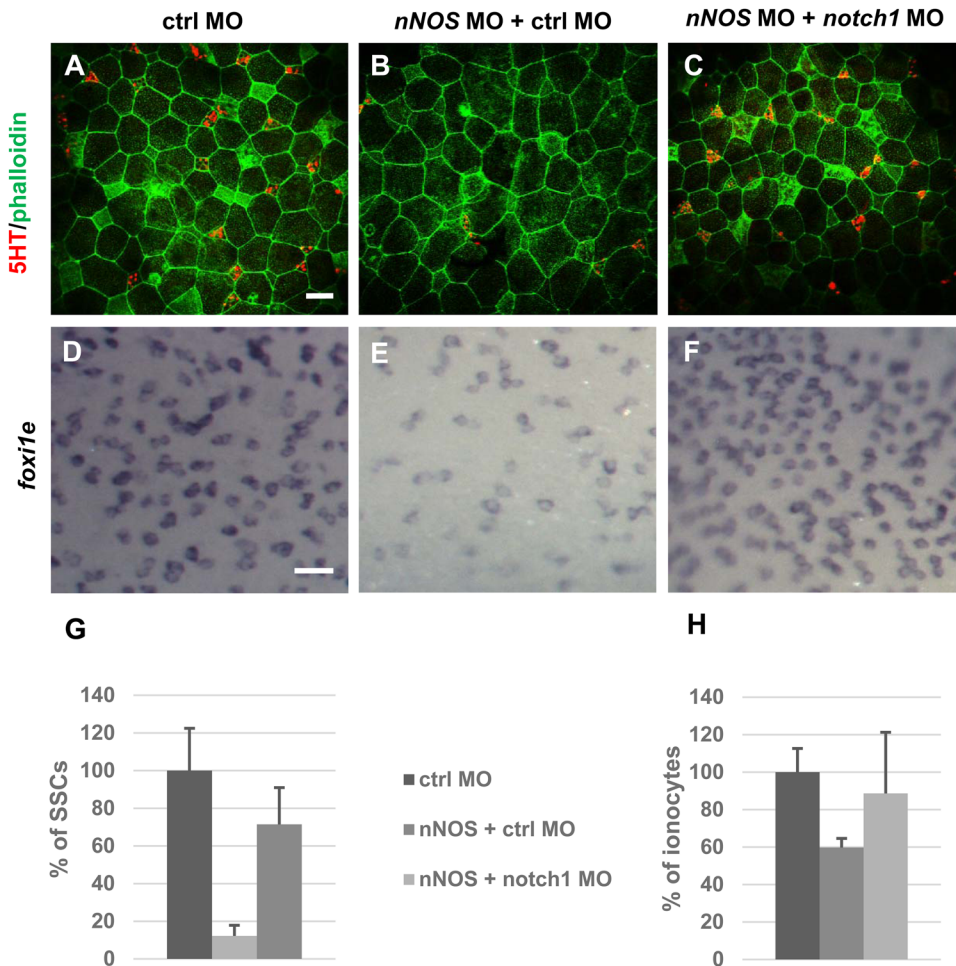 ctrl MO
nNOS MO + ctrl MO
nNOS MO + notch1 MO
5HT/phalloidin
A
B
C
foxi1e
D
E
F
G
% of SSCs
140
120
100
80
60
40
20
0
ctrl MO
nNOS + ctrl MO
nNOS + notch1 MO
H
% of ionocytes
140
120
100
80
60
40
20
0